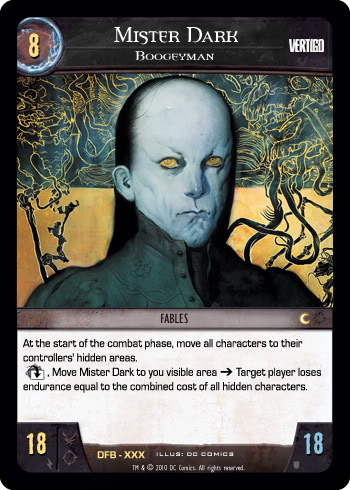 8
MISTER DARK
BOOGEYMAN
VERTIGO
FABLES
At the start of the combat phase, move all characters to their
controllers' hidden areas.
, Move Mister Dark to you visible area ➔ Target player loses
endurance equal to the combined cost of all hidden characters.
18
DFB - XXX ILLUS: DC COMICS
18
TM & © 2010 DC Comics. All rights reserved.